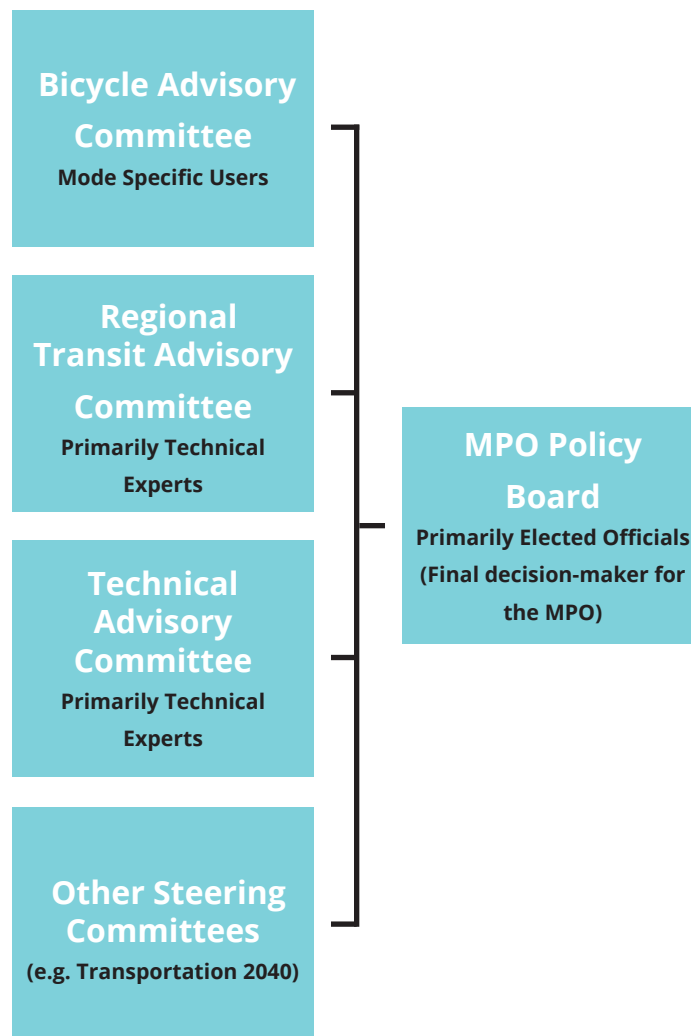 Bicycle Advisory
Committee
Mode Specific Users
Regional
Transit Advisory
Committee
Primarily Technical
Experts
Technical
Advisory
Committee
Primarily Technical
Experts
Other Steering
Committees
(e.g. Transportation 2040)
MPO Policy
Board
Primarily Elected Officials
(Final decision-maker for
the MPO)